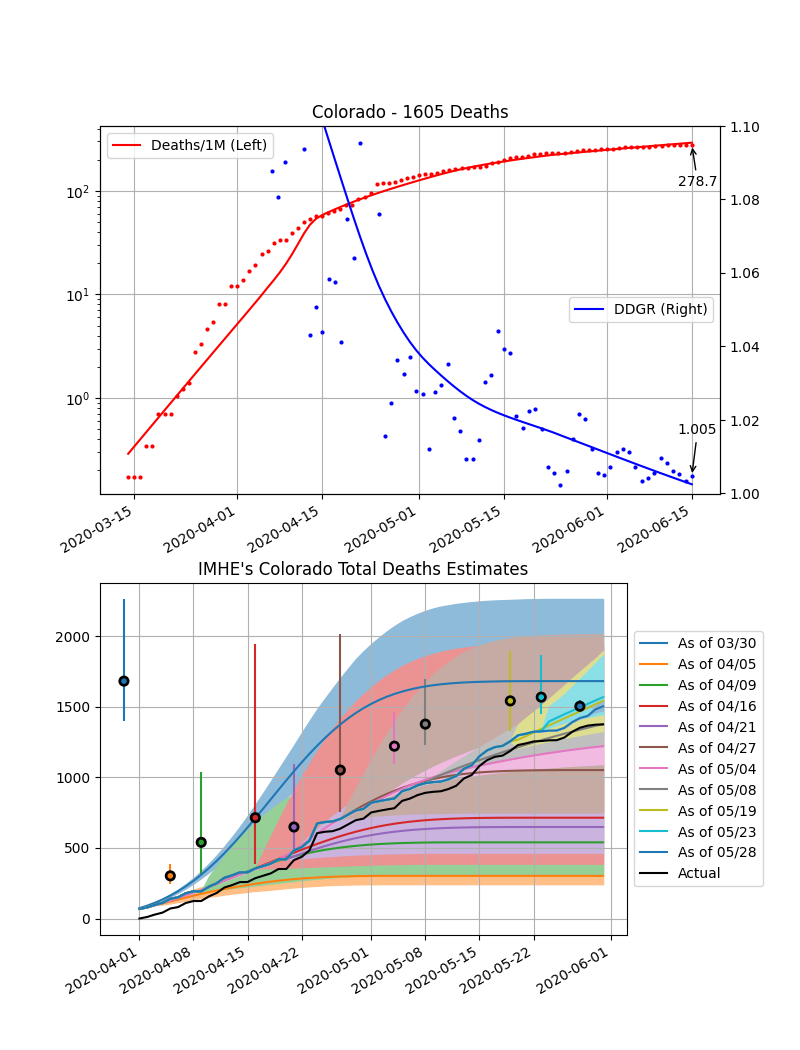 Colorado - 1605 Deaths
Deaths/1M (Left)
DDGR (Right)
278.7
1.005
10²
10¹
10⁰
1.10
1.08
1.06
1.04
1.02
1.00
2020-03-15
2020-04-01
2020-04-15
2020-05-01
2020-05-15
2020-06-01
2020-06-15
IMHE's Colorado Total Deaths Estimates
2000
1500
1000
500
0
2020-04-01
2020-04-08
2020-04-15
2020-04-22
2020-05-01
2020-05-08
2020-05-15
2020-05-22
2020-06-01
As of 03/30
As of 04/05
As of 04/09
As of 04/16
As of 04/21
As of 04/27
As of 05/04
As of 05/08
As of 05/19
As of 05/23
As of 05/28
Actual